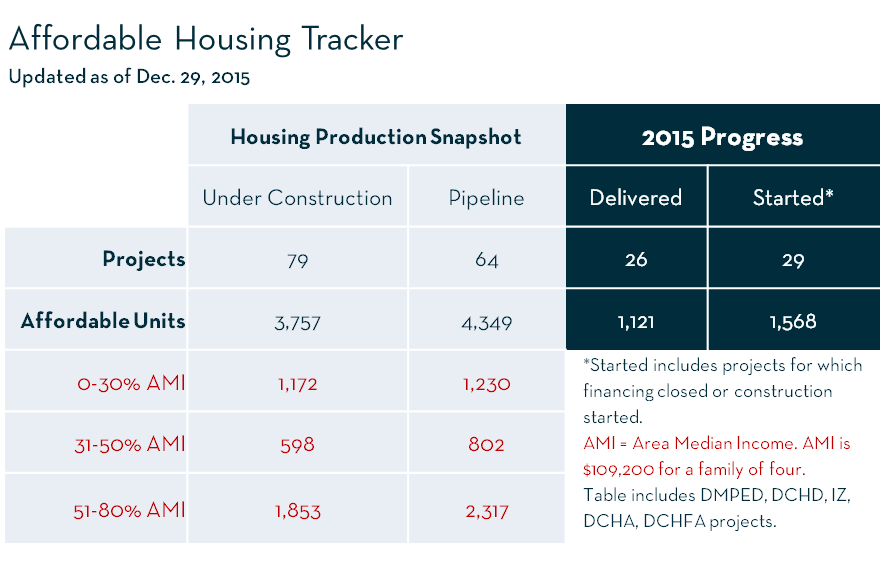 Affordable Housing Tracker
Updated as of Dec. 29, 2015
Housing Production Snapshot 2015 Progress
Under Construction Pipeline Delivered Started*
Projects 79 64 26 29
Affordable Units 3,757 4,349 1,121 1,568
0-30% AMI 1,172 1,230
31-50% AMI 598 802
51-80% AMI 1,853 2,317
*Started includes projects for which
financing closed or construction
started.
AMI = Area Median Income. AMI is
$109,200 for a family of four.
Table includes DMPED, DCHD, IZ,
DCHA, DCHFA projects.